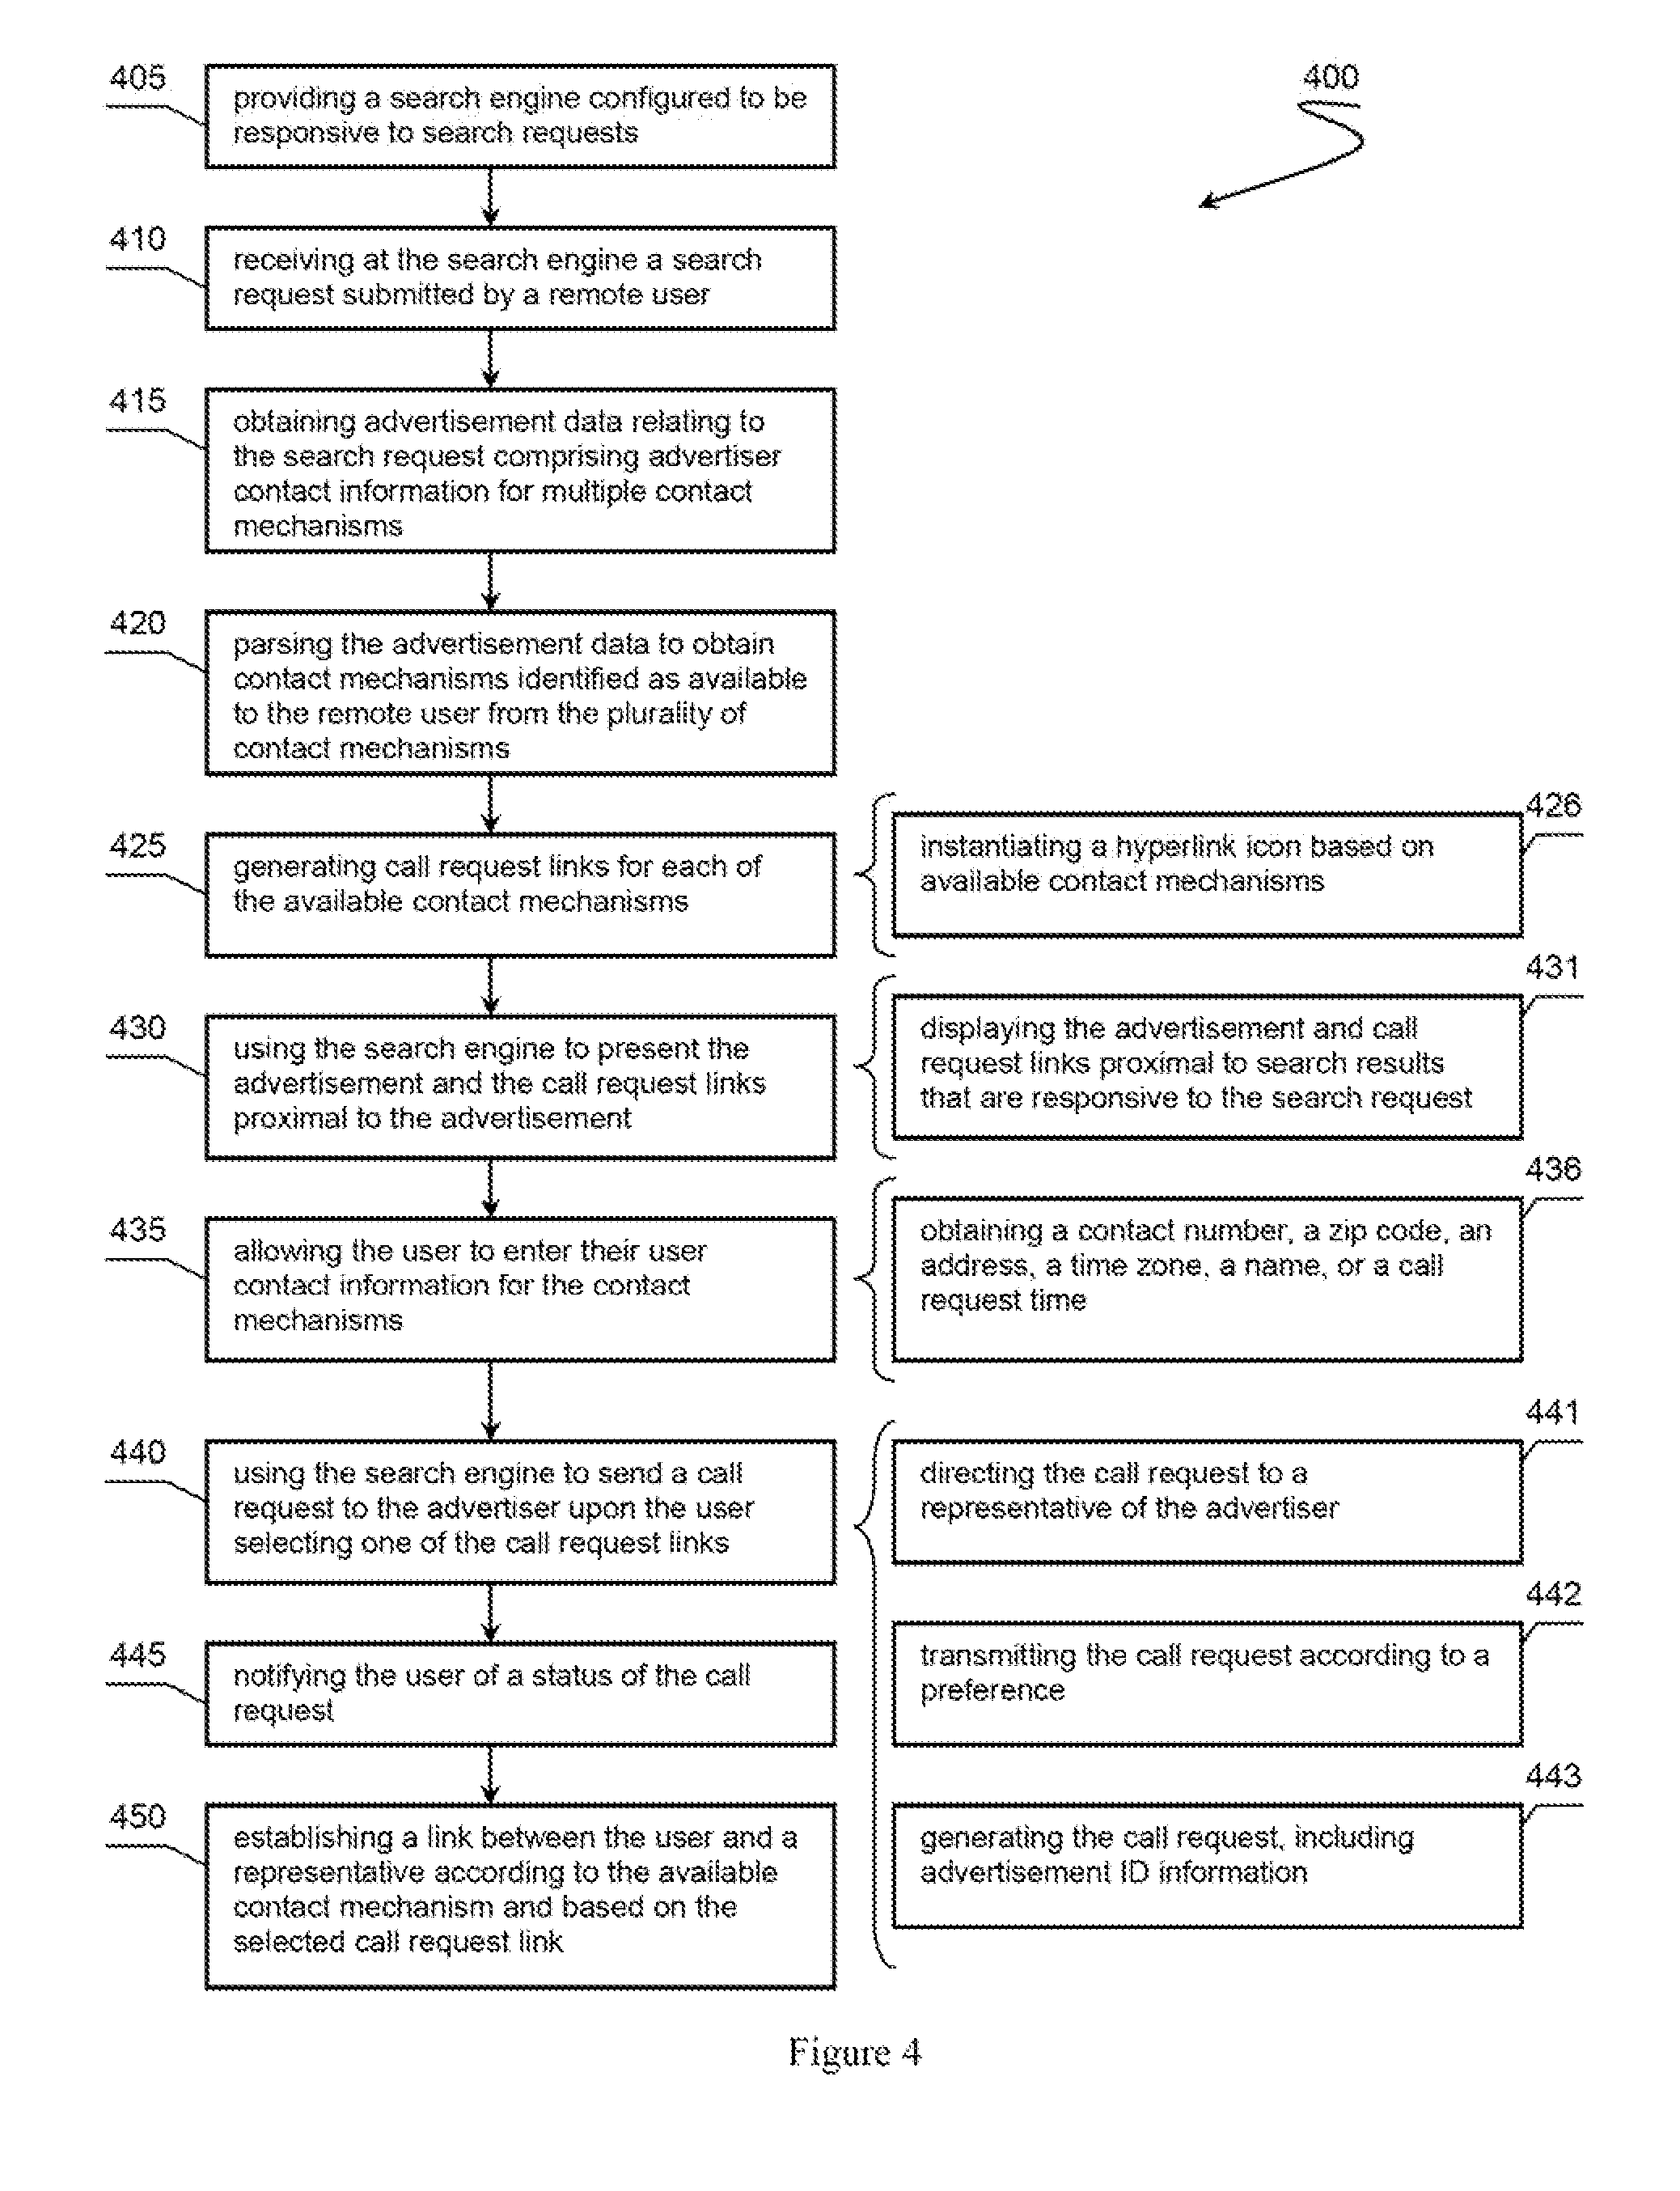 400
405
providing a search engine configured to be
responsive to search requests
410
receiving at the search engine a search
request submitted by a remote user
415
obtaining advertisement data relating to
the search request comprising advertiser
contact information for multiple contact
mechanisms
420
parsing the advertisement data to obtain
contact mechanisms identified as available
to the remote user from the plurality of
contact mechanisms
425
generating call request links for each of
the available contact mechanisms
426
instantiating a hyperlink icon based on
available contact mechanisms
430
using the search engine to present the
advertisement and the call request links
proximal to the advertisement
431
displaying the advertisement and call
request links proximal to search results
that are responsive to the search request
435
allowing the user to enter their user
contact information for the contact
mechanisms
436
obtaining a contact number, a zip code, an
address, a time zone, a name, or a call
request time
440
using the search engine to send a call
request to the advertiser upon the user
selecting one of the call request links
441
directing the call request to a
representative of the advertiser
442
transmitting the call request according to a
preference
443
generating the call request, including
advertisement ID information
445
notifying the user of a status of the call
request
450
establishing a link between the user and a
representative according to the available
contact mechanism and based on the
selected call request link
Figure 4